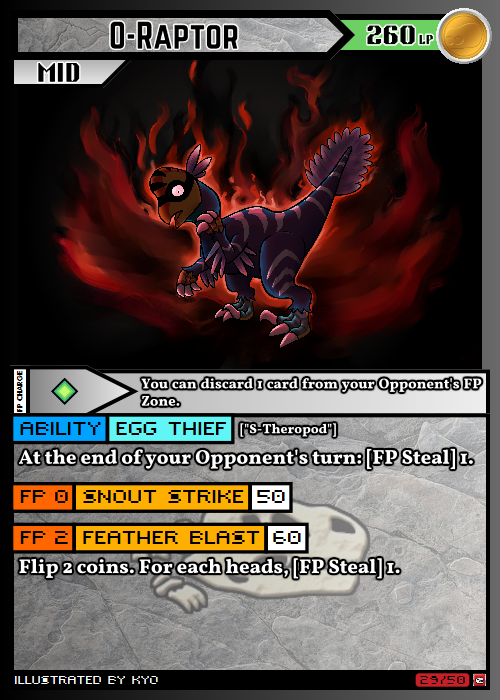 O-Raptor
260 LP
MID
FP CHARGE
You can discard 1 card from your Opponent's FP
Zone.
ABILITY EGG THIEF ["S-Theropod"]
At the end of your Opponent's turn: [FP Steal] 1.
FP 0 SNOUT STRIKE 50
FP 2 FEATHER BLAST 60
Flip 2 coins. For each heads, [FP Steal] 1.
ILLUSTRATED BY KYO
29/50